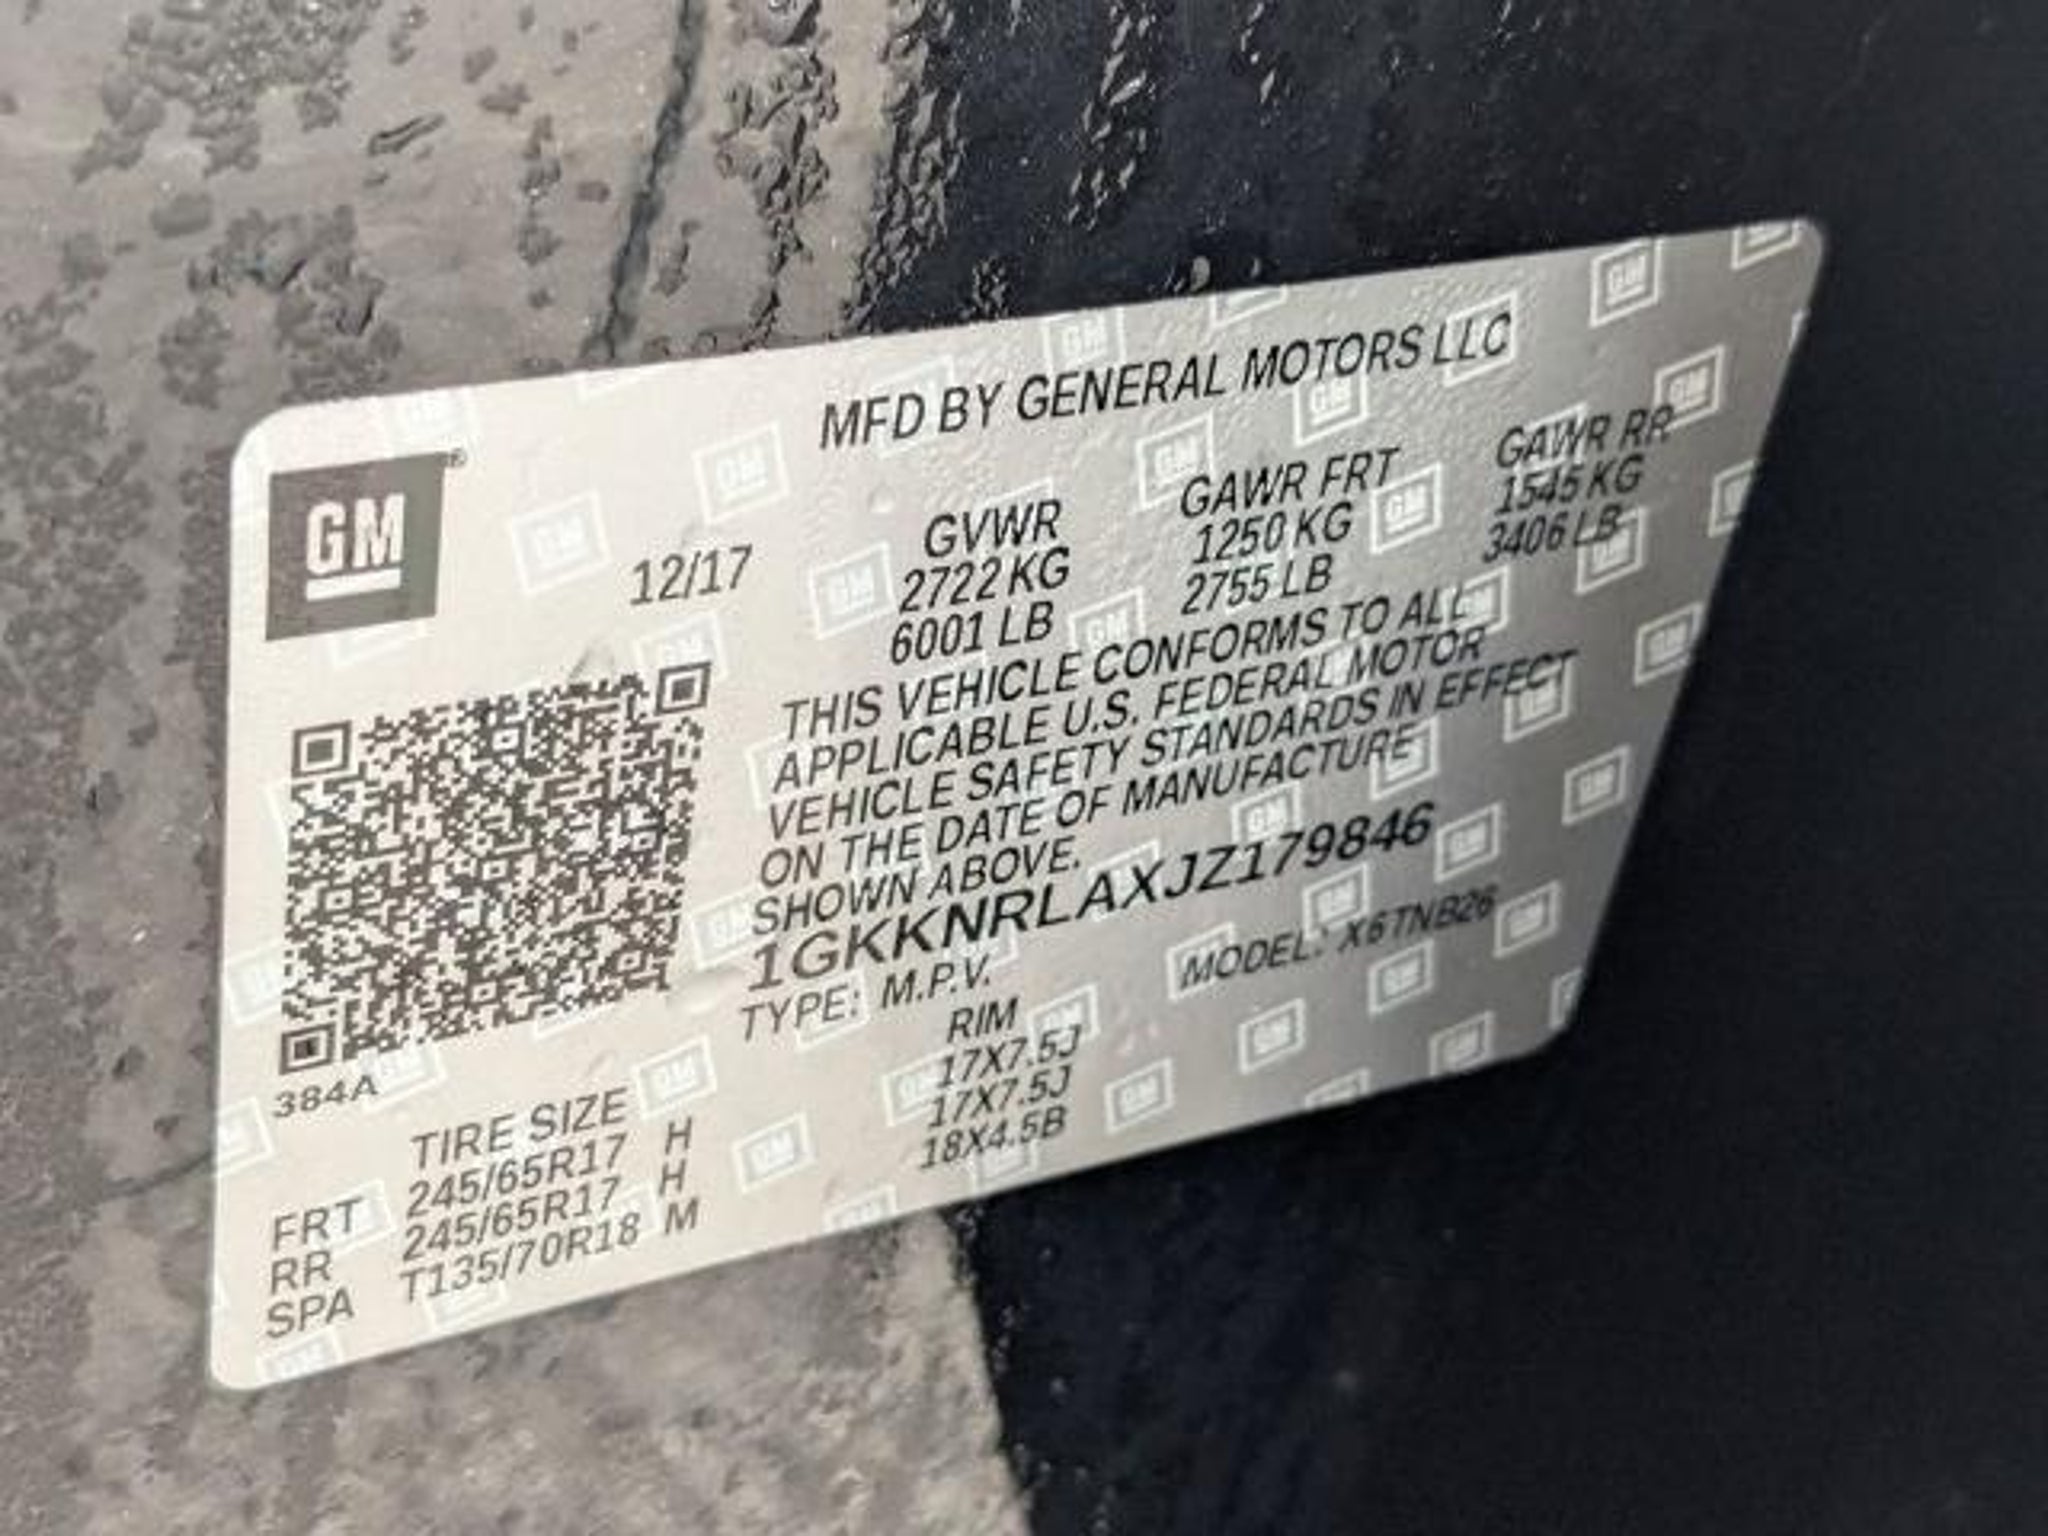 MFD BY GENERAL MOTORS LLC
GM
12/17
GVWR GAWR FRT GAWR RR
2722 KG 1250 KG 1545 KG
6001 LB 2755 LB 3406 LB
THIS VEHICLE CONFORMS TO ALL
APPLICABLE U.S. FEDERAL MOTOR
VEHICLE SAFETY STANDARDS IN EFFECT
ON THE DATE OF MANUFACTURE
SHOWN ABOVE.
1GKKNRLAXJZ179846
TYPE: M.P.V. MODEL: X6TNB26
384A
TIRE SIZE RIM
FRT 245/65R17 H 17X7.5J
RR 245/65R17 H 17X7.5J
SPA T135/70R18 M 18X4.5B